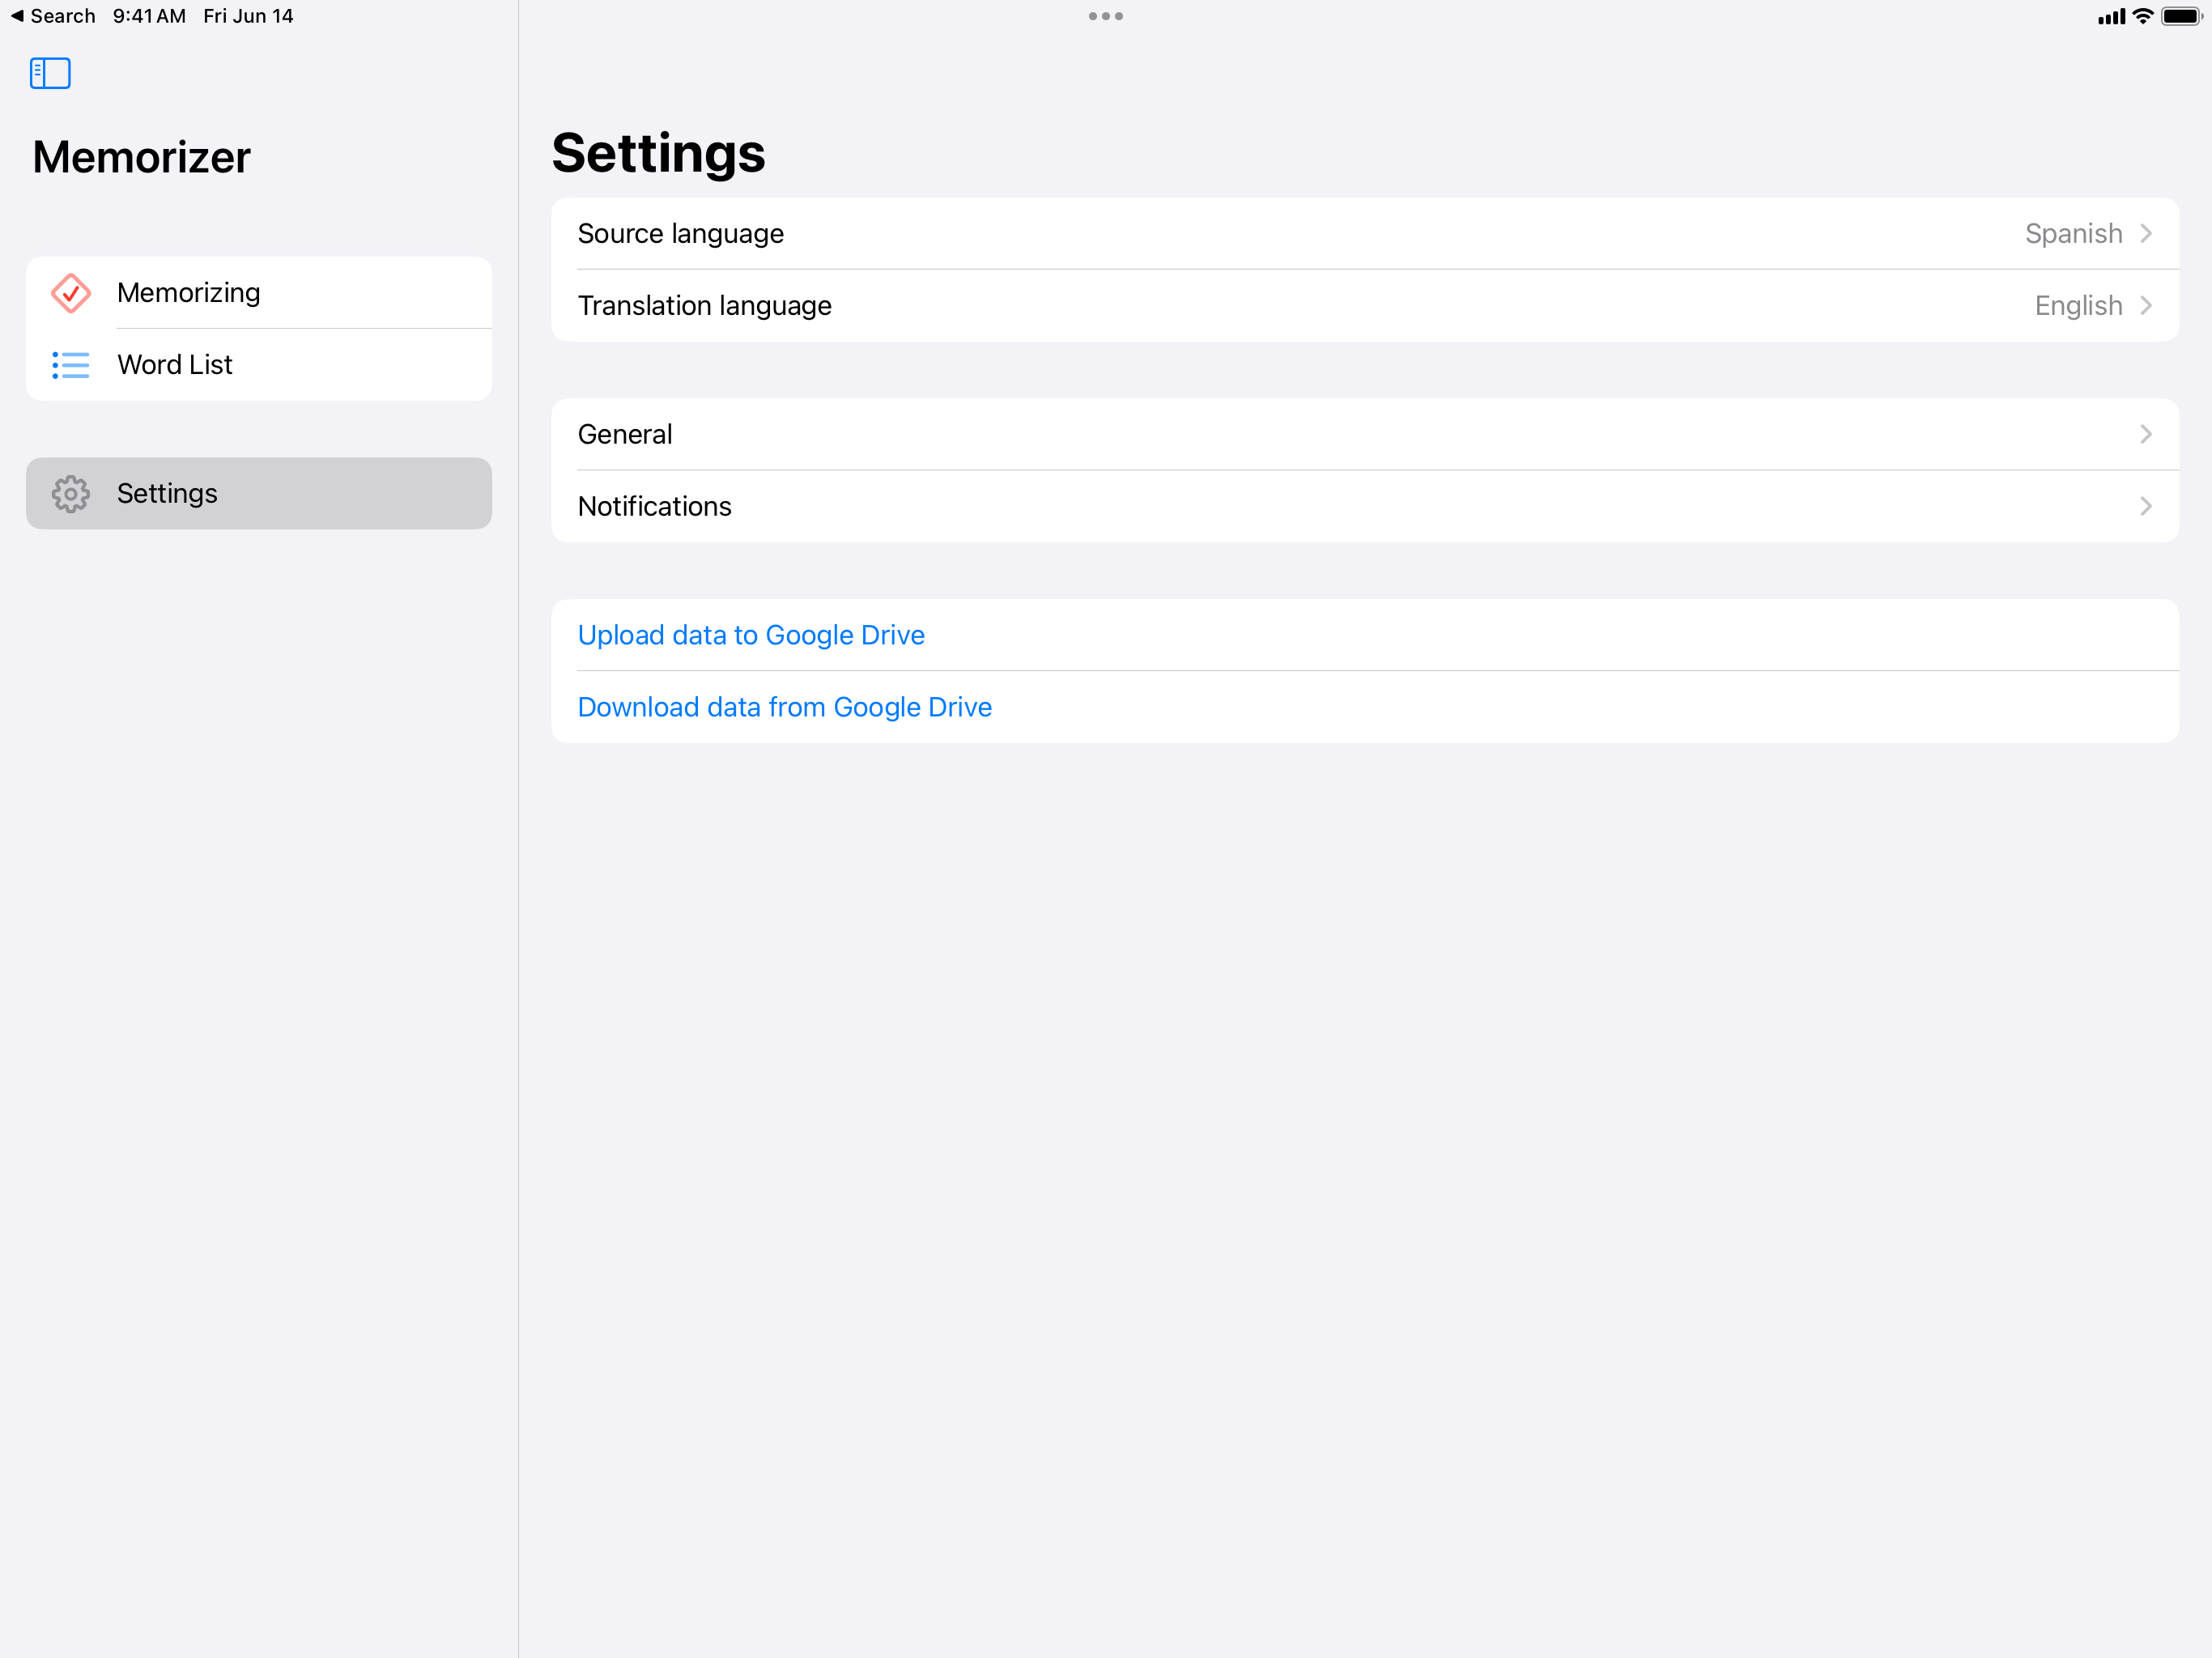 Search 9:41 AM Fri Jun 14
Memorizer
Memorizing
Word List
Settings
Settings
Source language Spanish
Translation language English
General
Notifications
Upload data to Google Drive
Download data from Google Drive